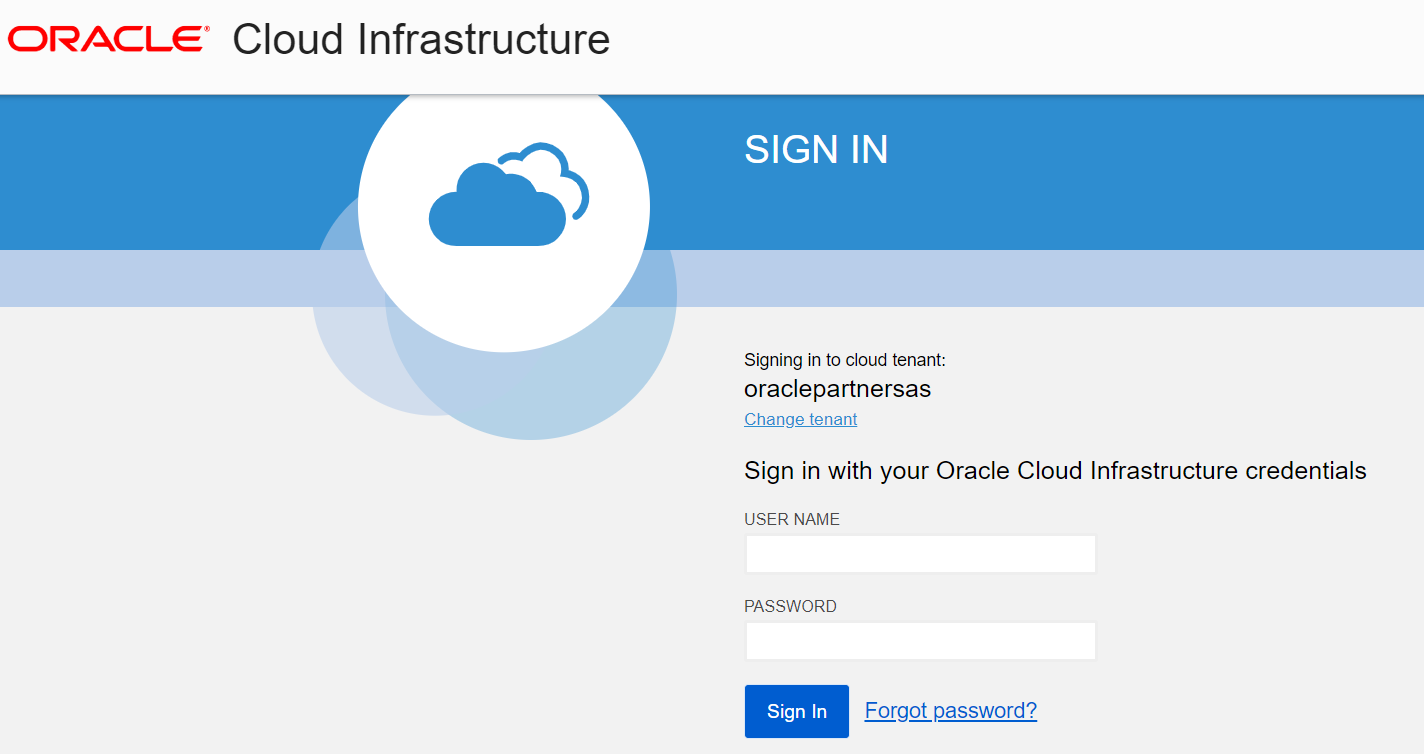 ORACLE® Cloud Infrastructure
SIGN IN
Signing in to cloud tenant:
oraclepartnersas
Change tenant
Sign in with your Oracle Cloud Infrastructure credentials
USER NAME
PASSWORD
Sign In Forgot password?